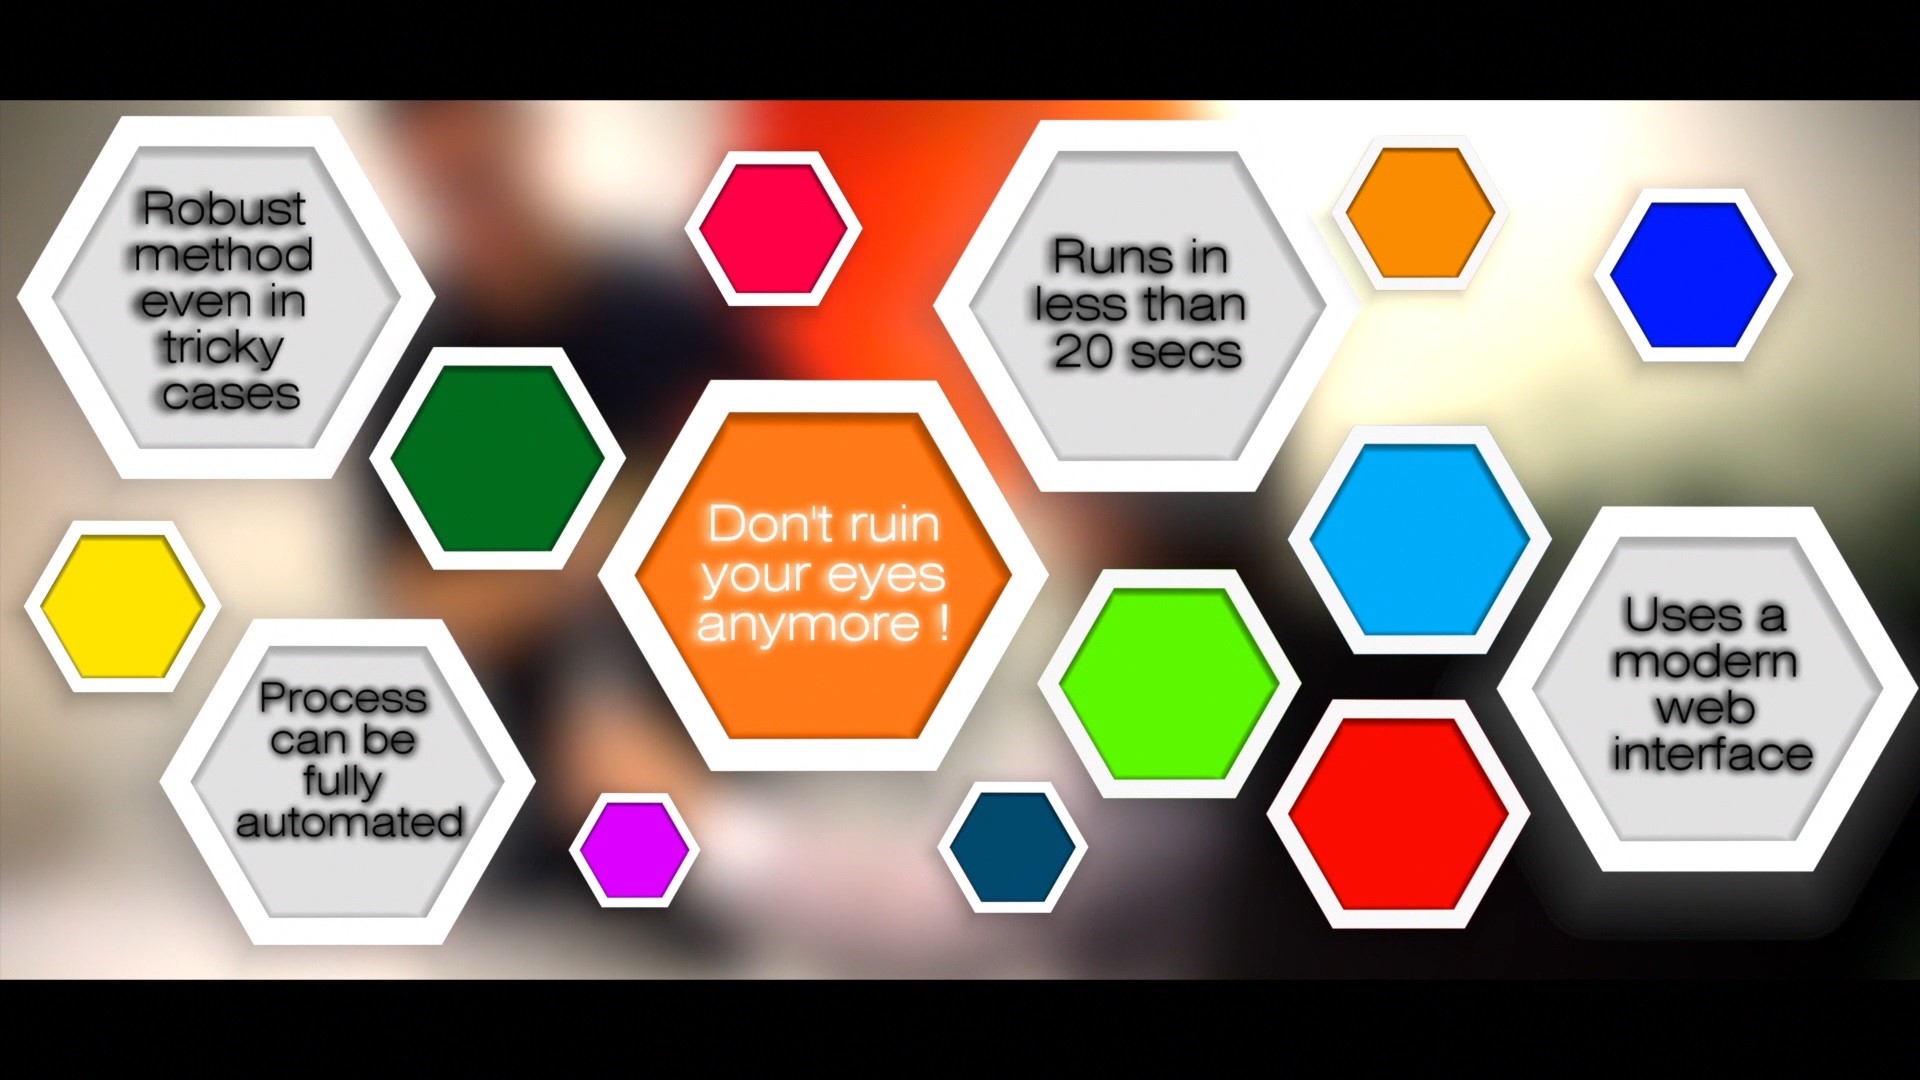 Robust
method
even in
tricky
cases
Runs in
less than
20 secs
Don't ruin
your eyes
anymore !
Process
can be
fully
automated
Uses a
modern
web
interface